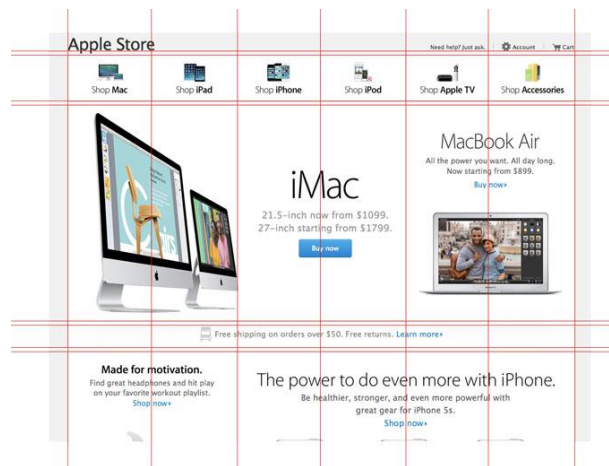 Apple Store
Need help? Just ask. Account Cart
Shop Mac Shop iPad Shop iPhone Shop iPod Shop Apple TV Shop Accessories
iMac
21.5-inch now from $1099.
27-inch starting from $1799.
Buy now
MacBook Air
All the power you want. All day long.
Now starting from $899.
Buy now
Free shipping on orders over $50. Free returns. Learn more
Made for motivation.
Find great headphones and hit play
on your favorite workout playlist.
Shop now
The power to do even more with iPhone.
Be healthier, stronger, and even more powerful with
great gear for iPhone 5s.
Shop now